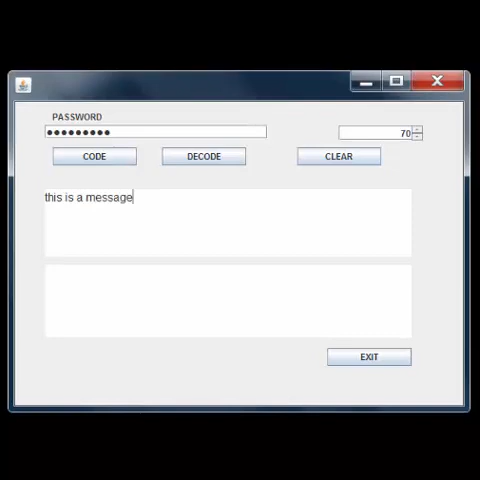 PASSWORD
●●●●●●●●●
70
CODE DECODE CLEAR
this is a message
EXIT